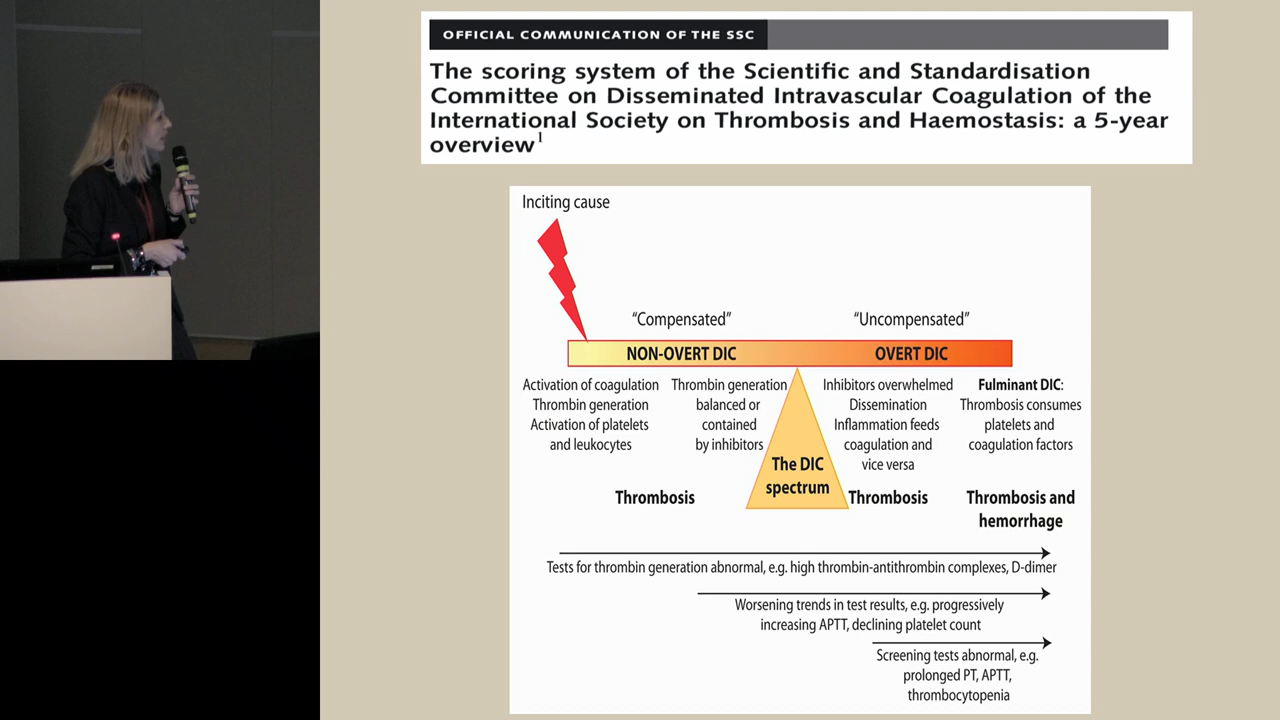 OFFICIAL COMMUNICATION OF THE SSC
The scoring system of the Scientific and Standardisation
Committee on Disseminated Intravascular Coagulation of the
International Society on Thrombosis and Haemostasis: a 5-year
overview¹
Inciting cause
“Compensated”
“Uncompensated”
NON-OVERT DIC
OVERT DIC
Activation of coagulation
Thrombin generation
Activation of platelets
and leukocytes
Thrombin generation
balanced or
contained
by inhibitors
Inhibitors overwhelmed
Dissemination
Inflammation feeds
coagulation and
vice versa
Fulminant DIC:
Thrombosis consumes
platelets and
coagulation factors
The DIC
spectrum
Thrombosis
Thrombosis
Thrombosis and
hemorrhage
Tests for thrombin generation abnormal, e.g. high thrombin-antithrombin complexes, D-dimer
Worsening trends in test results, e.g. progressively
increasing APTT, declining platelet count
Screening tests abnormal, e.g.
prolonged PT, APTT,
thrombocytopenia